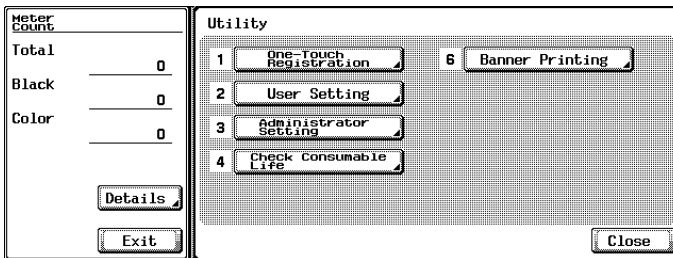 Meter
Count
Total
0
Black
0
Color
0
Details
Exit
Utility
1 One-Touch
Registration
2 User Setting
3 Administrator
Setting
4 Check Consumable
Life
6 Banner Printing
Close